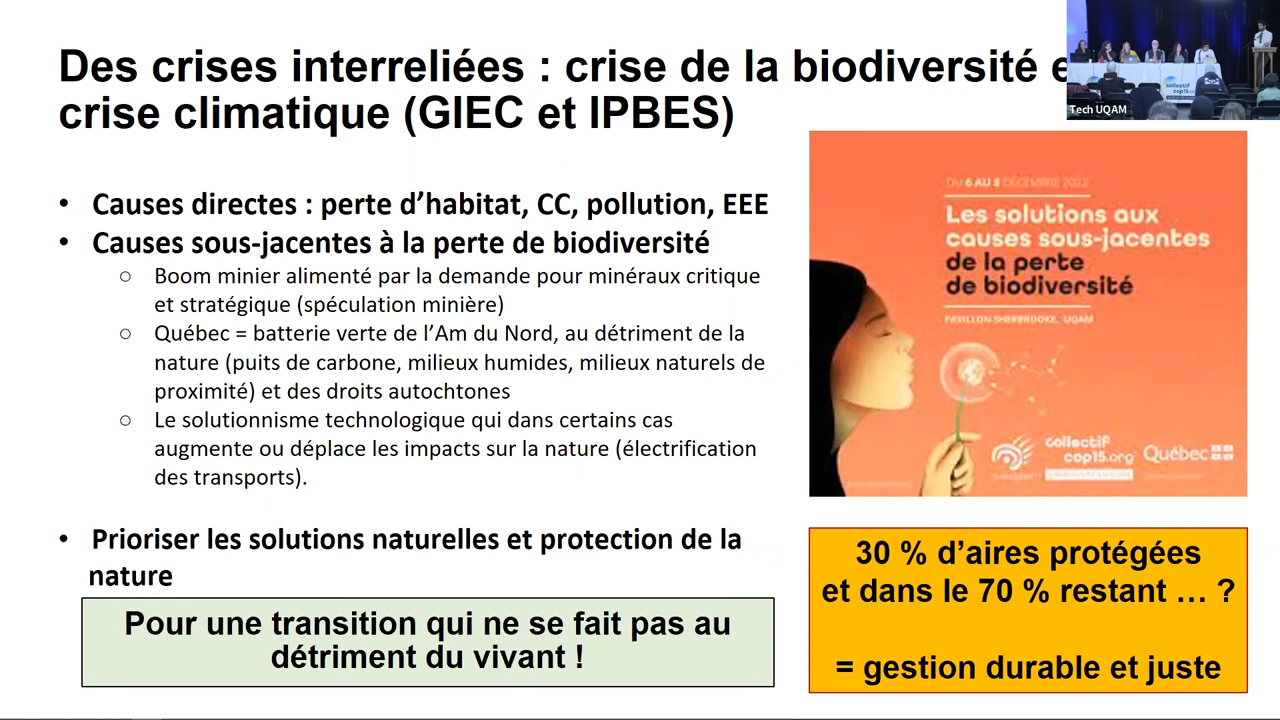 Des crises interreliées : crise de la biodiversité e
crise climatique (GIEC et IPBES)
Tech UQAM
collectif
cop15.org
• Causes directes : perte d’habitat, CC, pollution, EEE
• Causes sous-jacentes à la perte de biodiversité
○ Boom minier alimenté par la demande pour minéraux critique
et stratégique (spéculation minière)
○ Québec = batterie verte de l’Am du Nord, au détriment de la
nature (puits de carbone, milieux humides, milieux naturels de
proximité) et des droits autochtones
○ Le solutionnisme technologique qui dans certains cas
augmente ou déplace les impacts sur la nature (électrification
des transports).
• Prioriser les solutions naturelles et protection de la
nature
Pour une transition qui ne se fait pas au
détriment du vivant !
DU 6 AU 8 DÉCEMBRE 2022
Les solutions aux
causes sous-jacentes
de la perte
de biodiversité
PAVILLON SHERBROOKE, UQAM
collectif
cop15.org
Québec
30 % d’aires protégées
et dans le 70 % restant … ?
= gestion durable et juste